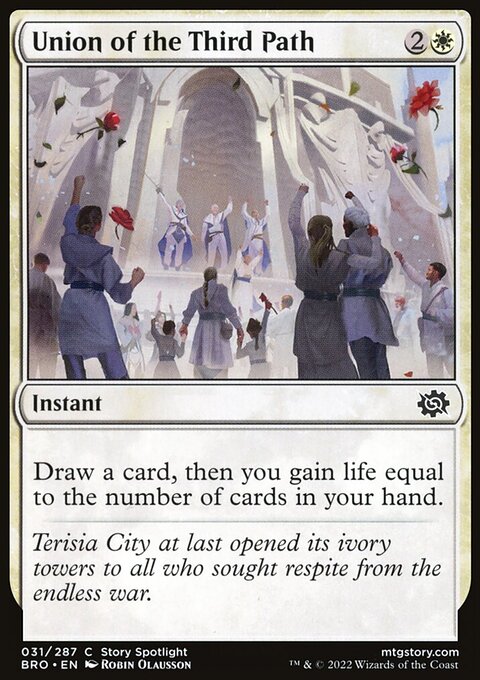 Union of the Third Path 2
Instant
Draw a card, then you gain life equal
to the number of cards in your hand.
Terisia City at last opened its ivory
towers to all who sought respite from the
endless war.
031/287 C Story Spotlight mtgstory.com
BRO • EN Robin Olausson ™ & © 2022 Wizards of the Coast